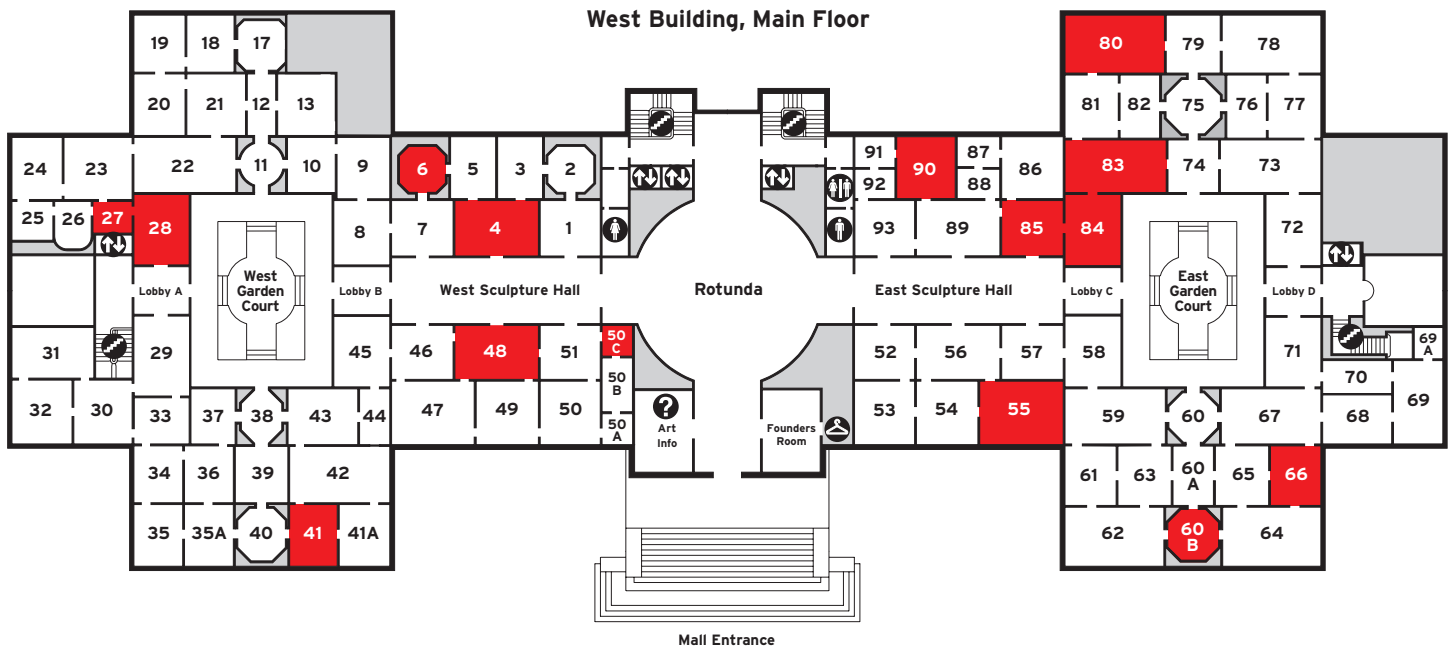 West Building, Main Floor
19 18 17
80 79 78
20 21 12 13
81 82 75 76 77
24 23 22 11 10 9 6 5 3 2
91 90 87 86 83 74 73
92 88
25 26 27 28 8 7 4 1
93 89 85 84 72
West
Garden
Court
Lobby A
Lobby B
West Sculpture Hall
Rotunda
East Sculpture Hall
Lobby C
East
Garden
Court
Lobby D
31 29 45 46 48 51
50
C
52 56 57 58 71
69
A
50
B
70
32 30 33 37 38 43 44 47 49 50
50
A
?
Art
Info
Founders
Room
53 54 55 59 60 67 68 69
34 36 39 42
61 63
60
A
65 66
35 35A 40 41 41A
62
60
B
64
Mall Entrance